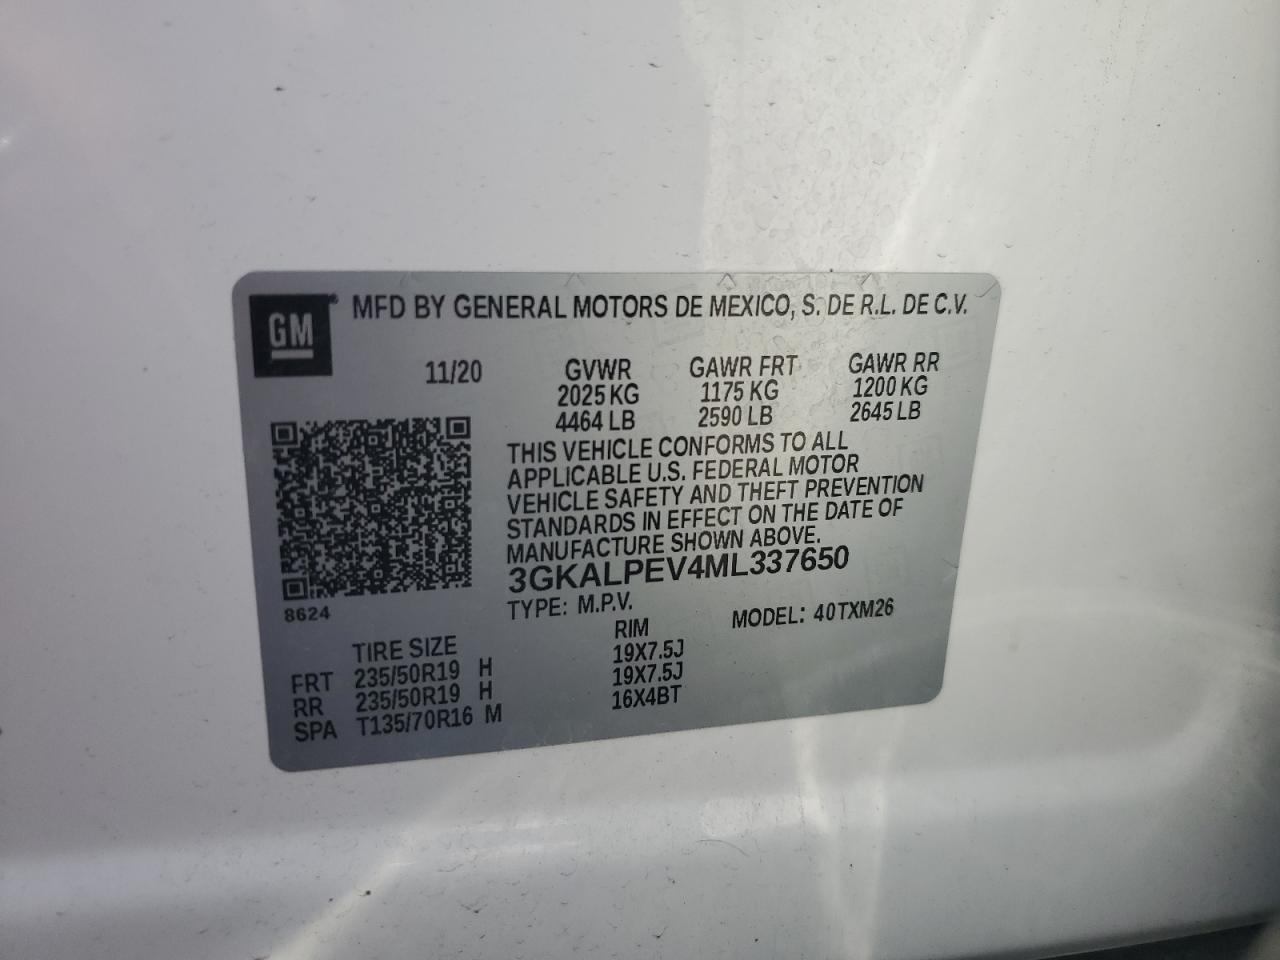 GM ® MFD BY GENERAL MOTORS DE MEXICO, S. DE R.L. DE C.V.
11/20 GVWR GAWR FRT GAWR RR
2025 KG 1175 KG 1200 KG
4464 LB 2590 LB 2645 LB
THIS VEHICLE CONFORMS TO ALL
APPLICABLE U.S. FEDERAL MOTOR
VEHICLE SAFETY AND THEFT PREVENTION
STANDARDS IN EFFECT ON THE DATE OF
MANUFACTURE SHOWN ABOVE.
3GKALPEV4ML337650
8624
TYPE: M.P.V. MODEL: 40TXM26
TIRE SIZE RIM
FRT 235/50R19 H 19X7.5J
RR 235/50R19 H 19X7.5J
SPA T135/70R16 M 16X4BT